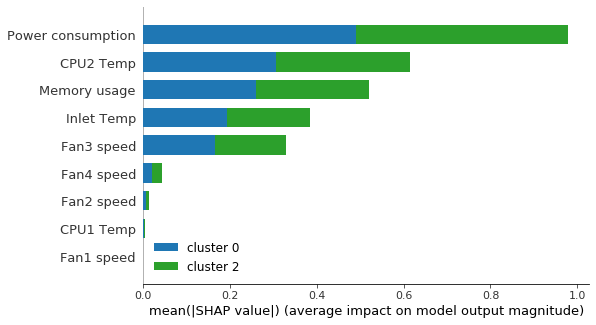 Power consumption
CPU2 Temp
Memory usage
Inlet Temp
Fan3 speed
Fan4 speed
Fan2 speed
CPU1 Temp
Fan1 speed
cluster 0
cluster 2
0.0 0.2 0.4 0.6 0.8 1.0
mean(|SHAP value|) (average impact on model output magnitude)